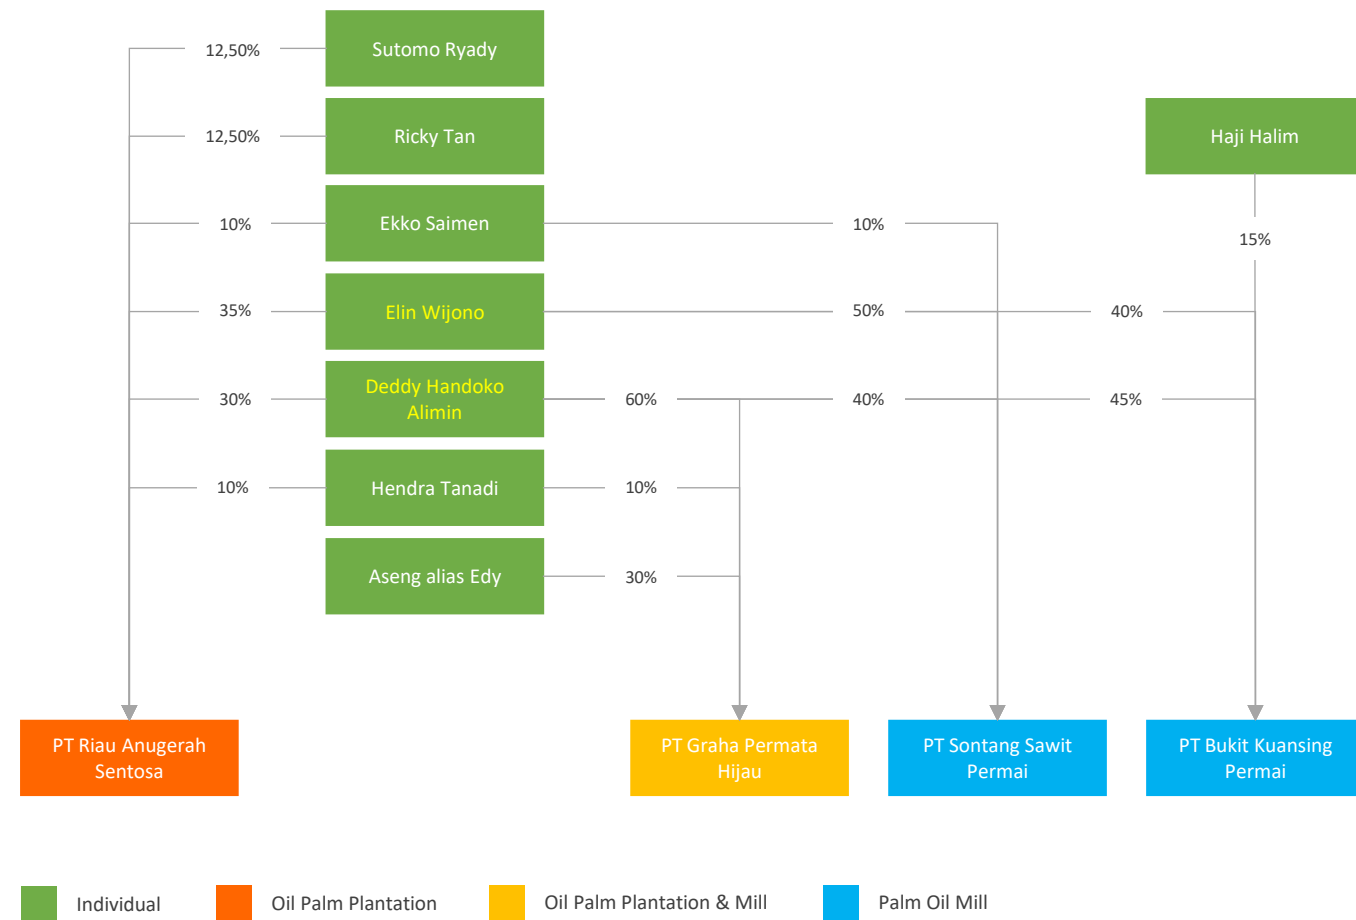 12,50%
Sutomo Ryady
12,50%
Ricky Tan
Haji Halim
10%
Ekko Saimen
10%
15%
35%
Elin Wijono
50%
40%
30%
Deddy Handoko
Alimin
60%
40%
45%
10%
Hendra Tanadi
10%
Aseng alias Edy
30%
PT Riau Anugerah
Sentosa
PT Graha Permata
Hijau
PT Sontang Sawit
Permai
PT Bukit Kuansing
Permai
Individual
Oil Palm Plantation
Oil Palm Plantation & Mill
Palm Oil Mill